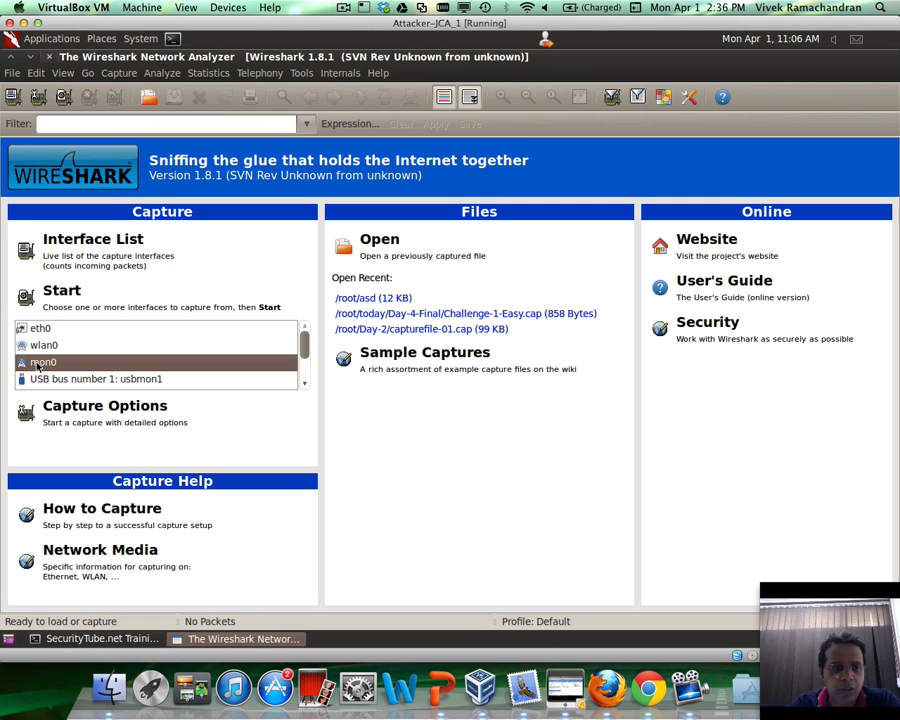 VirtualBox VM Machine View Devices Help (Charged) Mon Apr 1 2:36 PM Vivek Ramachandran
Attacker-JCA_1 [Running]
Applications Places System Mon Apr 1, 11:06 AM
The Wireshark Network Analyzer [Wireshark 1.8.1 (SVN Rev Unknown from unknown)]
File Edit View Go Capture Analyze Statistics Telephony Tools Internals Help
Filter: Expression... Clear Apply Save
WIRESHARK
Sniffing the glue that holds the Internet together
Version 1.8.1 (SVN Rev Unknown from unknown)
Capture
Interface List
Live list of the capture interfaces
(counts incoming packets)
Start
Choose one or more interfaces to capture from, then Start
eth0
wlan0
mon0
USB bus number 1: usbmon1
Capture Options
Start a capture with detailed options
Capture Help
How to Capture
Step by step to a successful capture setup
Network Media
Specific information for capturing on:
Ethernet, WLAN, ...
Files
Open
Open a previously captured file
Open Recent:
/root/asd (12 KB)
/root/today/Day-4-Final/Challenge-1-Easy.cap (858 Bytes)
/root/Day-2/capturefile-01.cap (99 KB)
Sample Captures
A rich assortment of example capture files on the wiki
Online
Website
Visit the project's website
User's Guide
The User's Guide (online version)
Security
Work with Wireshark as securely as possible
Ready to load or capture No Packets Profile: Default
SecurityTube.net Traini... The Wireshark Networ...
2